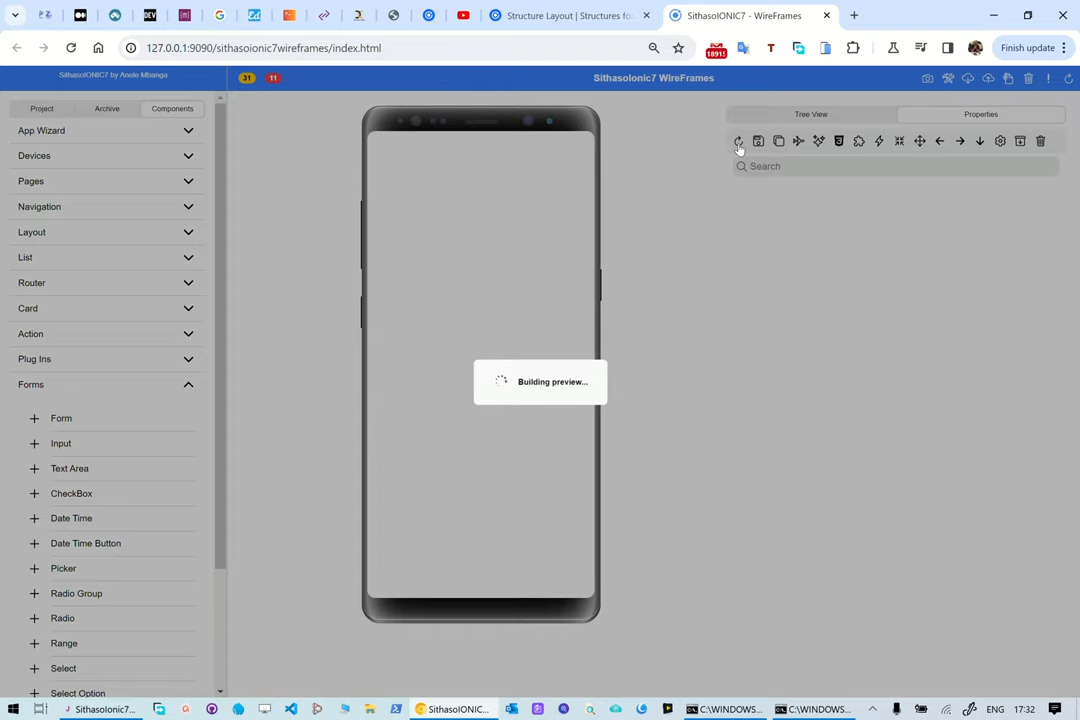 Structure Layout | Structures for
SithasoIONIC7 - WireFrames
127.0.0.1:9090/sithasoionic7wireframes/index.html
18915
T
Finish update
SithasoIONIC7 by Anele Mbanga
31
11
SithasoIonic7 WireFrames
Project
Archive
Components
Tree View
Properties
App Wizard
Search
Devices
Pages
Navigation
Layout
List
Router
Card
Action
Plug Ins
Forms
Building preview...
Form
Input
Text Area
CheckBox
Date Time
Date Time Button
Picker
Radio Group
Radio
Range
Select
Select Option
SithasoIonic7...
SithasoIONIC...
C:\WINDOWS...
C:\WINDOWS...
ENG
17:32